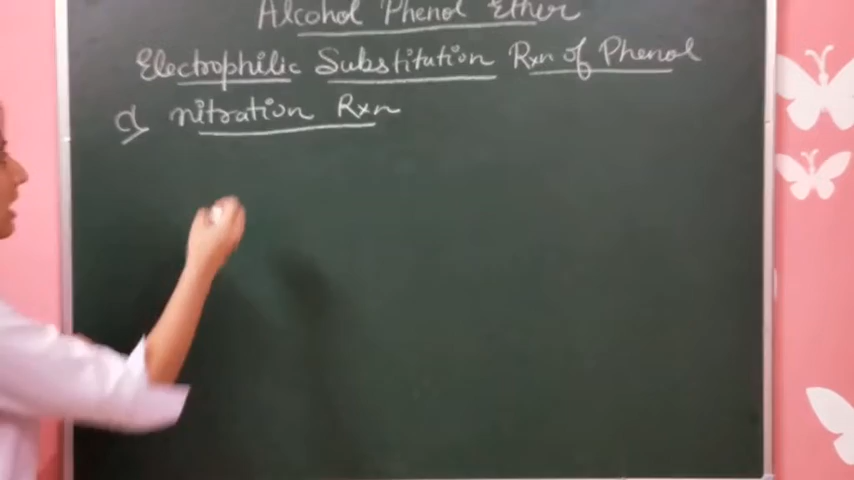 Alcohol Phenol Ether
Electrophilic Substitution Rxn of Phenol
a) nitration Rxn